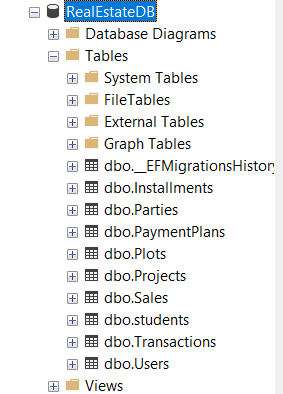 RealEstateDB
Database Diagrams
Tables
System Tables
FileTables
External Tables
Graph Tables
dbo.__EFMigrationsHistory
dbo.Installments
dbo.Parties
dbo.PaymentPlans
dbo.Plots
dbo.Projects
dbo.Sales
dbo.students
dbo.Transactions
dbo.Users
Views